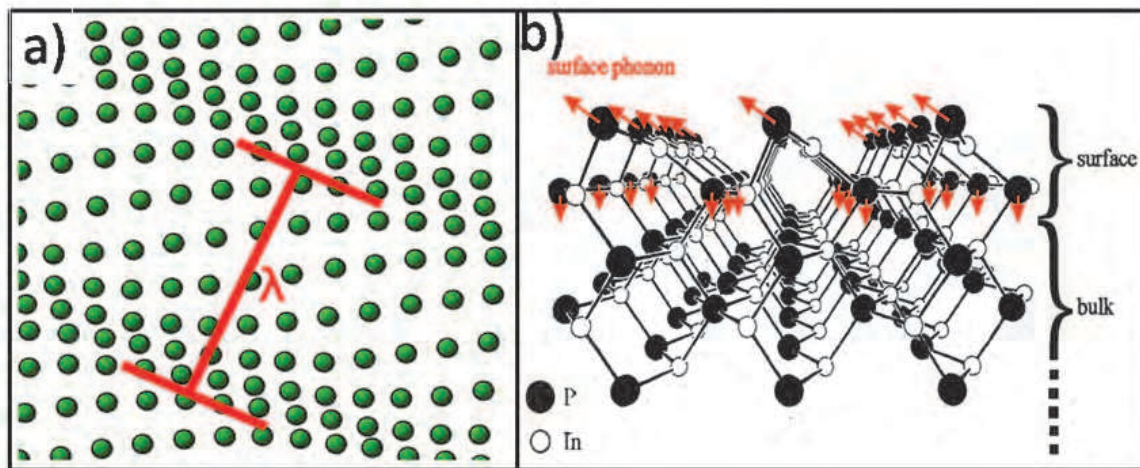 a)
λ
b)
surface phonon
surface
bulk
P
In